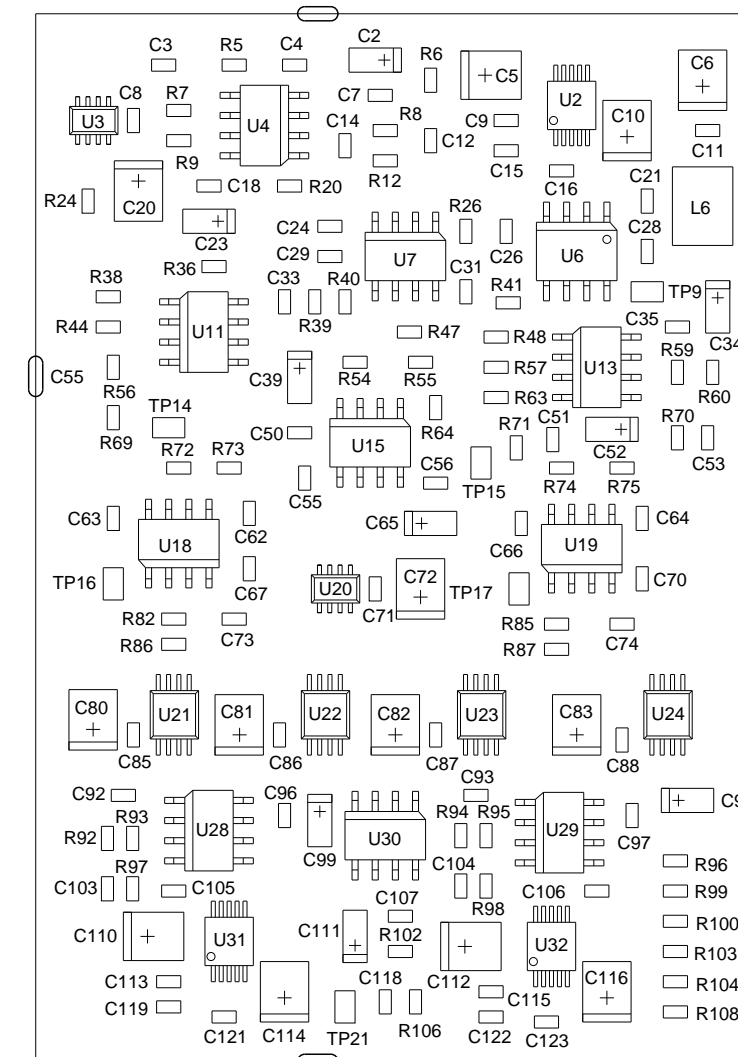 C3 R5 C4 C2 R6 C5 C6
C8 R7 U3 U4 C7 R8 U2 C10
C14 C12 C9 C11
R9 R12 C15 C16 C21
R24 C20 C18 R20 L6
C23 C24 R26 C26 C28
C29 U7 U6
R36 C33 R40 C31 R41 TP9
R38 R39 C35 C34
R44 U11 R47 R48 R59
C55 R56 C39 R54 R55 R57 U13 R60
R63
TP14 R64 R71 C51 R70
R69 C50 U15 C52 C53
R72 R73 C55 C56 TP15 R74 R75
C63 C62 C65 C66 C64
U18 U19
TP16 C67 U20 C72 TP17 C70
C71
R82 C73 R85 C74
R86 R87
C80 U21 C81 U22 C82 U23 C83 U24
C85 C86 C87 C88
C92 C96 C93
R93 U28 R94 R95 U29
R92 C99 U30 C97
R97 C104 R96
C103 C105 C106 R99
C107 R98
C110 U31 C111 R102 C112 U32 R100
R103
C113 C118 C115 C116 R104
C119 R108
C121 C114 TP21 R106 C122 C123